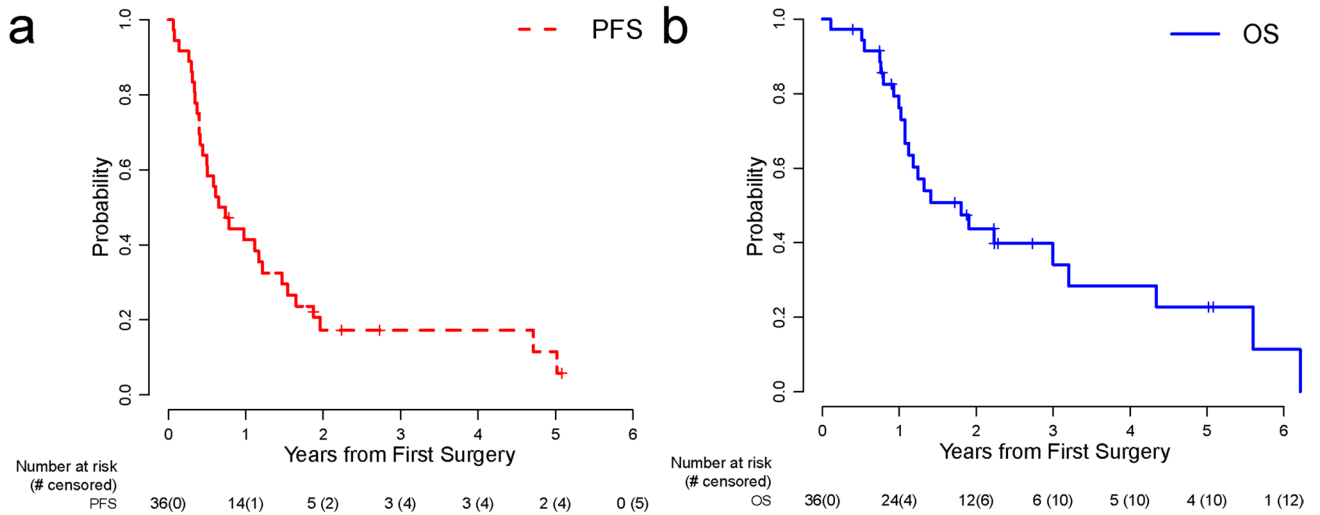 a
PFS
Probability
1.0
0.8
0.6
0.4
0.2
0.0
0 1 2 3 4 5 6
Years from First Surgery
Number at risk
(# censored)
PFS 36(0) 14(1) 5 (2) 3 (4) 3 (4) 2 (4) 0 (5)
b
OS
Probability
1.0
0.8
0.6
0.4
0.2
0.0
0 1 2 3 4 5 6
Years from First Surgery
Number at risk
(# censored)
OS 36(0) 24(4) 12(6) 6 (10) 5 (10) 4 (10) 1 (12)